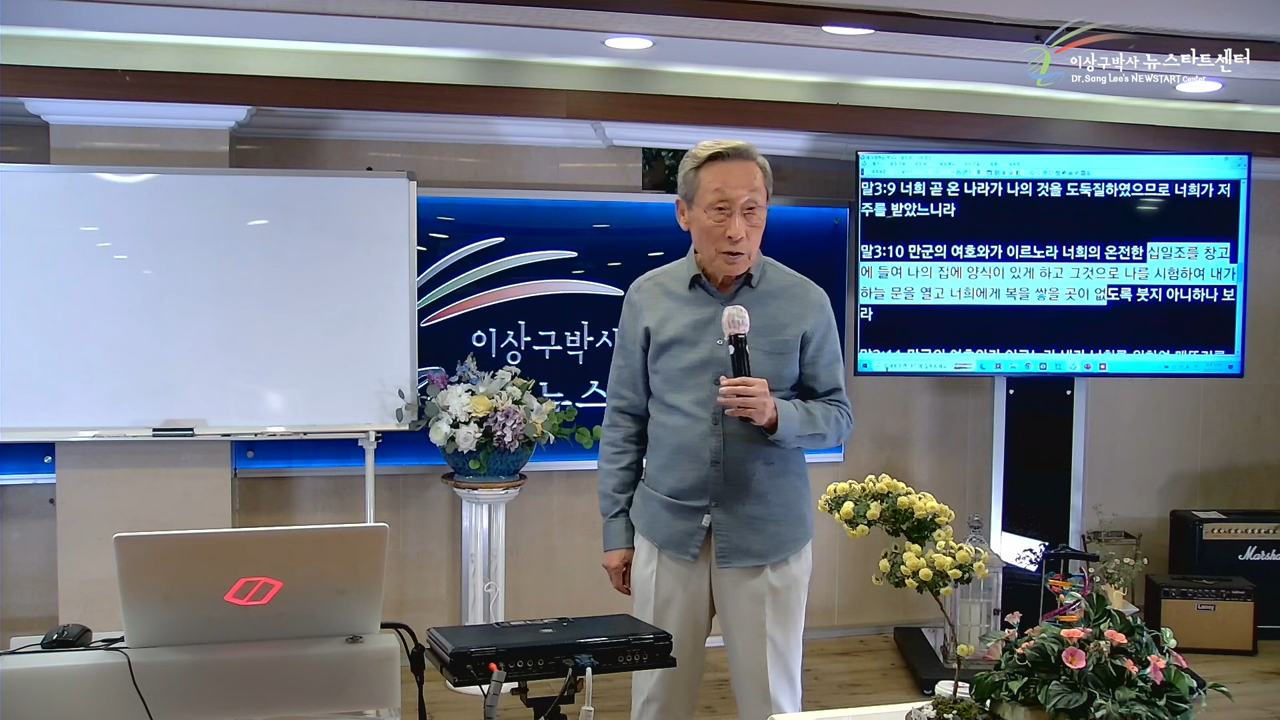 이상구박사 뉴스타트센터
Dr.Sang Lee's NEWSTART Center
말3:9 너희 곧 온 나라가 나의 것을 도둑질하였으므로 너희가 저
주를 받았느니라
말3:10 만군의 여호와가 이르노라 너희의 온전한 십일조를 창고
에 들여 나의 집에 양식이 있게 하고 그것으로 나를 시험하여 내가
하늘 문을 열고 너희에게 복을 쌓을 곳이 없도록 붓지 아니하나 보
라
이상구박사
뉴스
Marsha
Laney